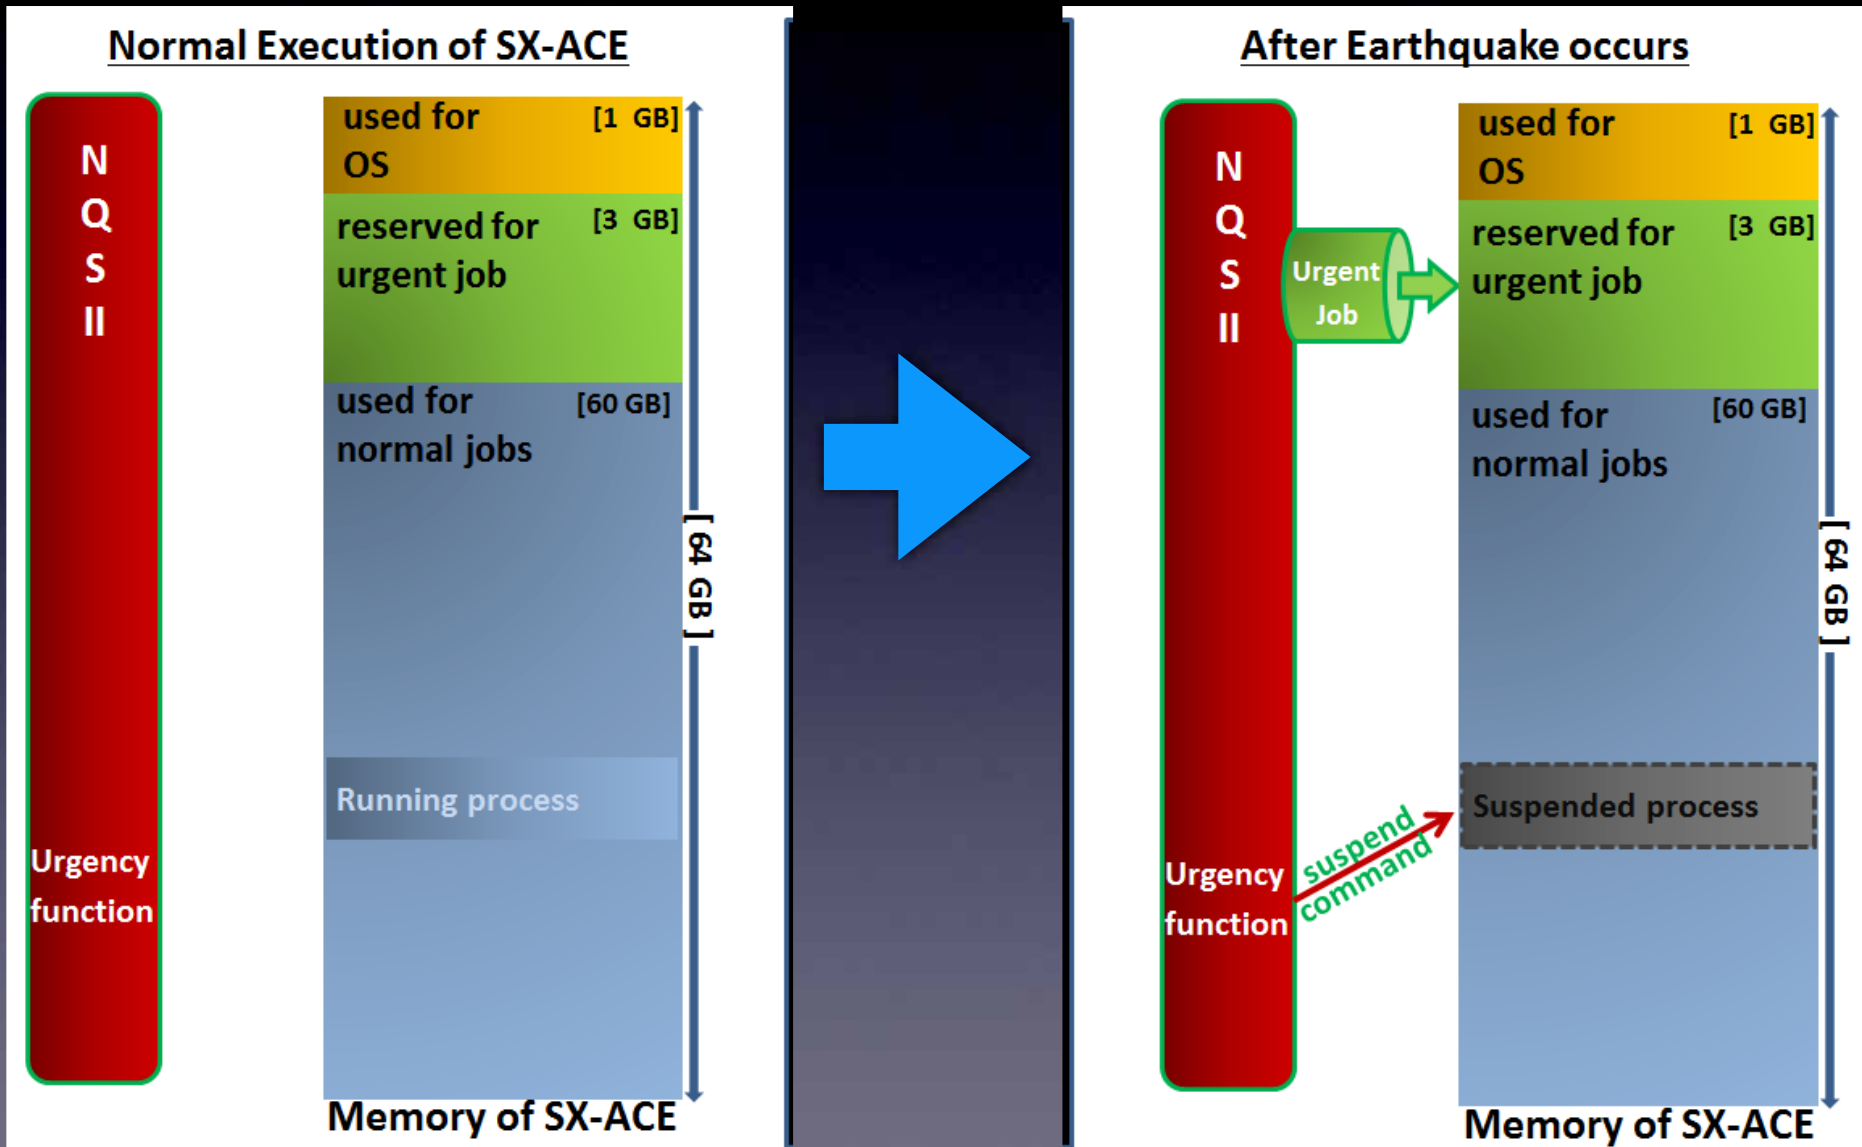 Normal Execution of SX-ACE
N
Q
S
II
Urgency
function
used for [1 GB]
OS
reserved for [3 GB]
urgent job
used for [60 GB]
normal jobs
Running process
[ 64 GB ]
Memory of SX-ACE
After Earthquake occurs
N
Q
S
II
Urgency
function
Urgent
Job
suspend
command
used for [1 GB]
OS
reserved for [3 GB]
urgent job
used for [60 GB]
normal jobs
Suspended process
[ 64 GB ]
Memory of SX-ACE